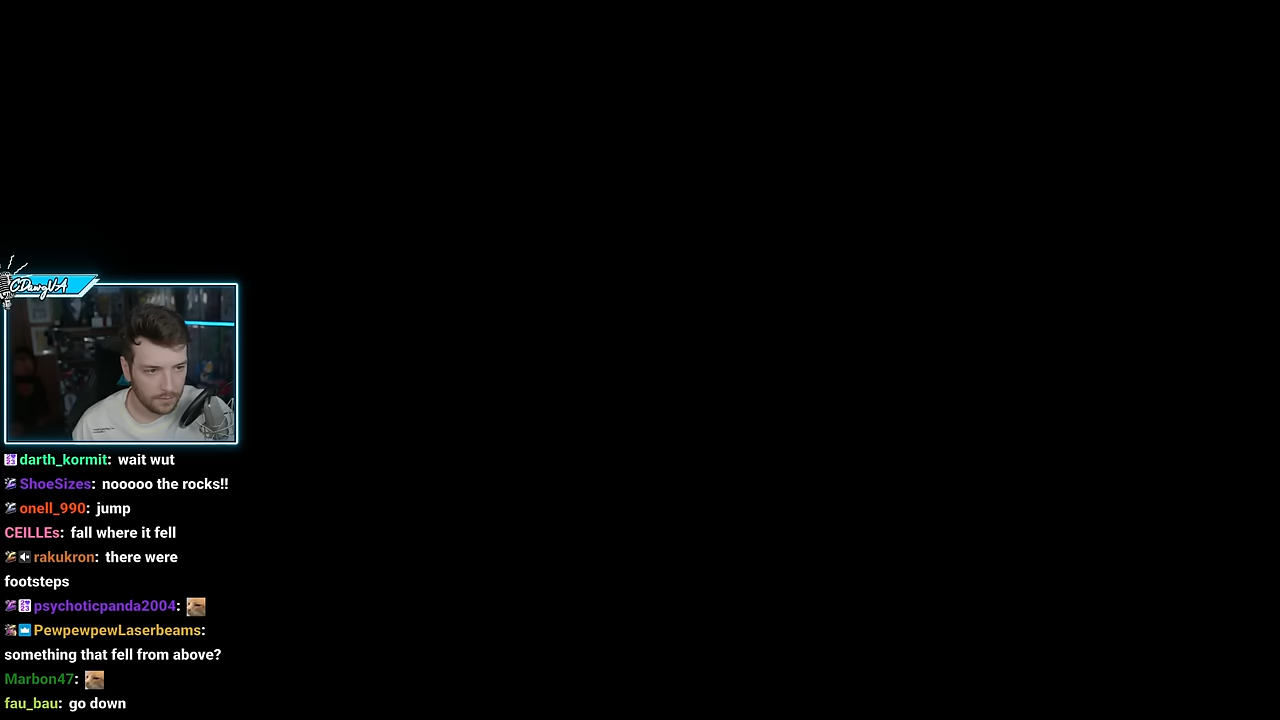 CDawgVA
darth_kormit: wait wut
ShoeSizes: nooooo the rocks!!
onell_990: jump
CEILLEs: fall where it fell
rakukron: there were
footsteps
psychoticpanda2004:
PewpewpewLaserbeams:
something that fell from above?
Marbon47:
fau_bau: go down